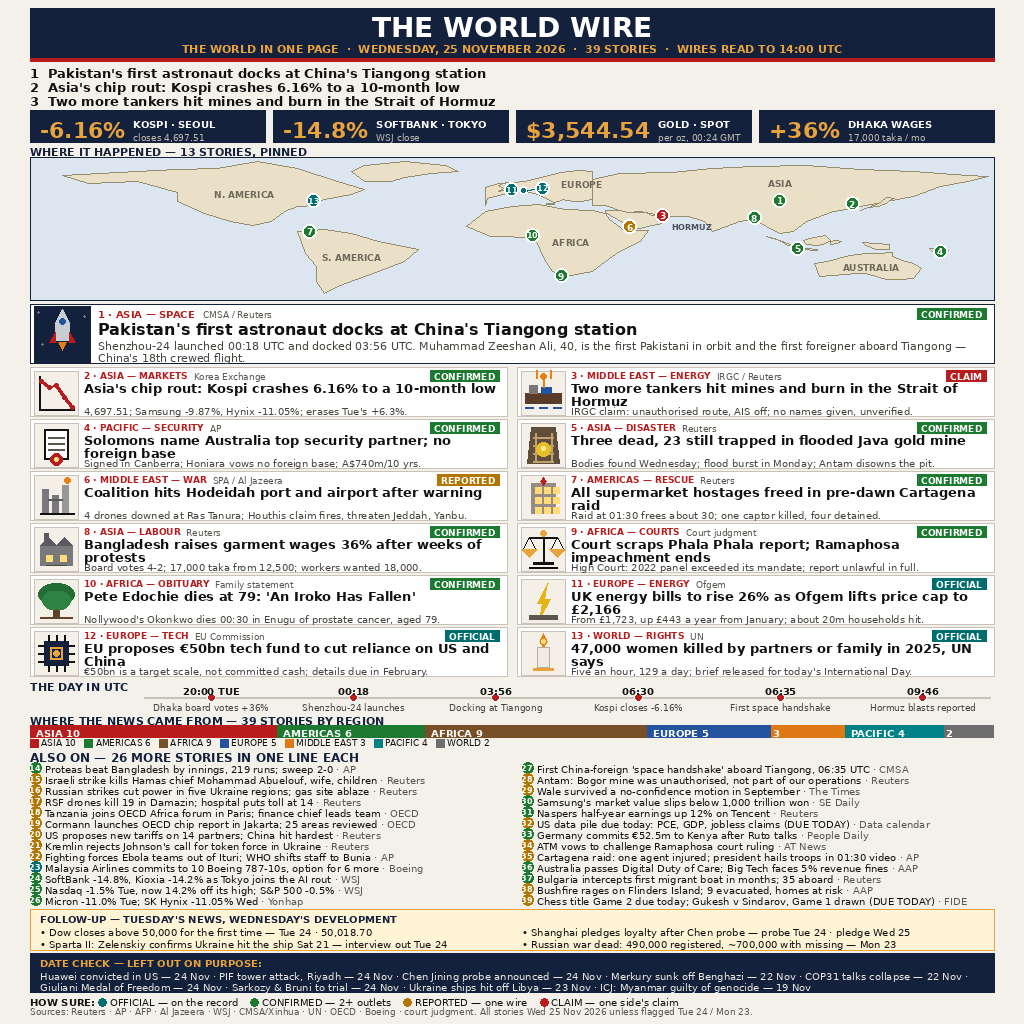 THE WORLD WIRE
THE WORLD IN ONE PAGE · WEDNESDAY, 25 NOVEMBER 2026 · 39 STORIES · WIRES READ TO 14:00 UTC
1 Pakistan's first astronaut docks at China's Tiangong station
2 Asia's chip rout: Kospi crashes 6.16% to a 10-month low
3 Two more tankers hit mines and burn in the Strait of Hormuz
-6.16% KOSPI · SEOUL
closes 4,697.51
-14.8% SOFTBANK · TOKYO
WSJ close
$3,544.54 GOLD · SPOT
per oz, 00:24 GMT
+36% DHAKA WAGES
17,000 taka / mo
WHERE IT HAPPENED — 13 STORIES, PINNED
N. AMERICA
S. AMERICA
EUROPE
AFRICA
ASIA
HORMUZ
AUSTRALIA
13
7
11
12
10
9
6
3
8
1
2
5
4
1 · ASIA — SPACE CMSA / Reuters
CONFIRMED
Pakistan's first astronaut docks at China's Tiangong station
Shenzhou-24 launched 00:18 UTC and docked 03:56 UTC. Muhammad Zeeshan Ali, 40, is the first Pakistani in orbit and the first foreigner aboard Tiangong —
China's 18th crewed flight.
2 · ASIA — MARKETS Korea Exchange
CONFIRMED
Asia's chip rout: Kospi crashes 6.16% to a 10-month low
4,697.51; Samsung -9.87%, Hynix -11.05%; erases Tue's +6.3%.
3 · MIDDLE EAST — ENERGY IRGC / Reuters
CLAIM
Two more tankers hit mines and burn in the Strait of
Hormuz
IRGC claim: unauthorised route, AIS off; no names given, unverified.
4 · PACIFIC — SECURITY AP
CONFIRMED
Solomons name Australia top security partner; no
foreign base
Signed in Canberra; Honiara vows no foreign base; A$740m/10 yrs.
5 · ASIA — DISASTER Reuters
CONFIRMED
Three dead, 23 still trapped in flooded Java gold mine
Bodies found Wednesday; flood burst in Monday; Antam disowns the pit.
6 · MIDDLE EAST — WAR SPA / Al Jazeera
REPORTED
Coalition hits Hodeidah port and airport after warning
4 drones downed at Ras Tanura; Houthis claim fires, threaten Jeddah, Yanbu.
7 · AMERICAS — RESCUE Reuters
CONFIRMED
All supermarket hostages freed in pre-dawn Cartagena
raid
Raid at 01:30 frees about 30; one captor killed, four detained.
8 · ASIA — LABOUR Reuters
CONFIRMED
Bangladesh raises garment wages 36% after weeks of
protests
Board votes 4-2; 17,000 taka from 12,500; workers wanted 18,000.
9 · AFRICA — COURTS Court judgment
CONFIRMED
Court scraps Phala Phala report; Ramaphosa
impeachment ends
High Court: 2022 panel exceeded its mandate; report unlawful in full.
10 · AFRICA — OBITUARY Family statement
CONFIRMED
Pete Edochie dies at 79: 'An Iroko Has Fallen'
Nollywood's Okonkwo dies 00:30 in Enugu of prostate cancer, aged 79.
11 · EUROPE — ENERGY Ofgem
OFFICIAL
UK energy bills to rise 26% as Ofgem lifts price cap to
£2,166
From £1,723, up £443 a year from January; about 20m households hit.
12 · EUROPE — TECH EU Commission
OFFICIAL
EU proposes €50bn tech fund to cut reliance on US and
China
€50bn is a target scale, not committed cash; details due in February.
13 · WORLD — RIGHTS UN
OFFICIAL
47,000 women killed by partners or family in 2025, UN
says
Five an hour, 129 a day; brief released for today's International Day.
THE DAY IN UTC
20:00 TUE
Dhaka board votes +36%
00:18
Shenzhou-24 launches
03:56
Docking at Tiangong
06:30
Kospi closes -6.16%
06:35
First space handshake
09:46
Hormuz blasts reported
WHERE THE NEWS CAME FROM — 39 STORIES BY REGION
ASIA 10 AMERICAS 6 AFRICA 9 EUROPE 5 3 PACIFIC 4 2
ASIA 10 AMERICAS 6 AFRICA 9 EUROPE 5 MIDDLE EAST 3 PACIFIC 4 WORLD 2
ALSO ON — 26 MORE STORIES IN ONE LINE EACH
14 Proteas beat Bangladesh by innings, 219 runs; sweep 2-0 · AP
15 Israeli strike kills Hamas chief Mohammad Abuelouf, wife, children · Reuters
16 Russian strikes cut power in five Ukraine regions; gas site ablaze · Reuters
17 RSF drones kill 19 in Damazin; hospital puts toll at 14 · Reuters
18 Tanzania joins OECD Africa forum in Paris; finance chief leads team · OECD
19 Cormann launches OECD chip report in Jakarta; 25 areas reviewed · OECD
20 US proposes new tariffs on 14 partners; China hit hardest · Reuters
21 Kremlin rejects Johnson's call for token force in Ukraine · Reuters
22 Fighting forces Ebola teams out of Ituri; WHO shifts staff to Bunia · AP
23 Malaysia Airlines commits to 10 Boeing 787-10s, option for 6 more · Boeing
24 SoftBank -14.8%, Kioxia -14.2% as Tokyo joins the AI rout · WSJ
25 Nasdaq -1.5% Tue, now 14.2% off its high; S&P 500 -0.5% · WSJ
26 Micron -11.0% Tue; SK Hynix -11.05% Wed · Yonhap
27 First China-foreign 'space handshake' aboard Tiangong, 06:35 UTC · CMSA
28 Antam: Bogor mine was unauthorised, not part of our operations · Reuters
29 Wale survived a no-confidence motion in September · The Times
30 Samsung's market value slips below 1,000 trillion won · SE Daily
31 Naspers half-year earnings up 12% on Tencent · Reuters
32 US data pile due today: PCE, GDP, jobless claims (DUE TODAY) · Data calendar
33 Germany commits €52.5m to Kenya after Ruto talks · People Daily
34 ATM vows to challenge Ramaphosa court ruling · AT News
35 Cartagena raid: one agent injured; president hails troops in 01:30 video · AP
36 Australia passes Digital Duty of Care; Big Tech faces 5% revenue fines · AAP
37 Bulgaria intercepts first migrant boat in months; 35 aboard · Reuters
38 Bushfire rages on Flinders Island; 9 evacuated, homes at risk · AAP
39 Chess title Game 2 due today; Gukesh v Sindarov, Game 1 drawn (DUE TODAY) · FIDE
FOLLOW-UP — TUESDAY'S NEWS, WEDNESDAY'S DEVELOPMENT
• Dow closes above 50,000 for the first time — Tue 24 · 50,018.70
• Sparta II: Zelenskiy confirms Ukraine hit the ship Sat 21 — interview out Tue 24
• Shanghai pledges loyalty after Chen probe — probe Tue 24 · pledge Wed 25
• Russian war dead: 490,000 registered, ~700,000 with missing — Mon 23
DATE CHECK — LEFT OUT ON PURPOSE:
Huawei convicted in US — 24 Nov · PIF tower attack, Riyadh — 24 Nov · Chen Jining probe announced — 24 Nov · Merkury sunk off Benghazi — 22 Nov · COP31 talks collapse — 22 Nov ·
Giuliani Medal of Freedom — 24 Nov · Sarkozy & Bruni to trial — 24 Nov · Ukraine ships hit off Libya — 23 Nov · ICJ: Myanmar guilty of genocide — 19 Nov
HOW SURE: OFFICIAL — on the record CONFIRMED — 2+ outlets REPORTED — one wire CLAIM — one side's claim
Sources: Reuters · AP · AFP · Al Jazeera · WSJ · CMSA/Xinhua · UN · OECD · Boeing · court judgment. All stories Wed 25 Nov 2026 unless flagged Tue 24 / Mon 23.